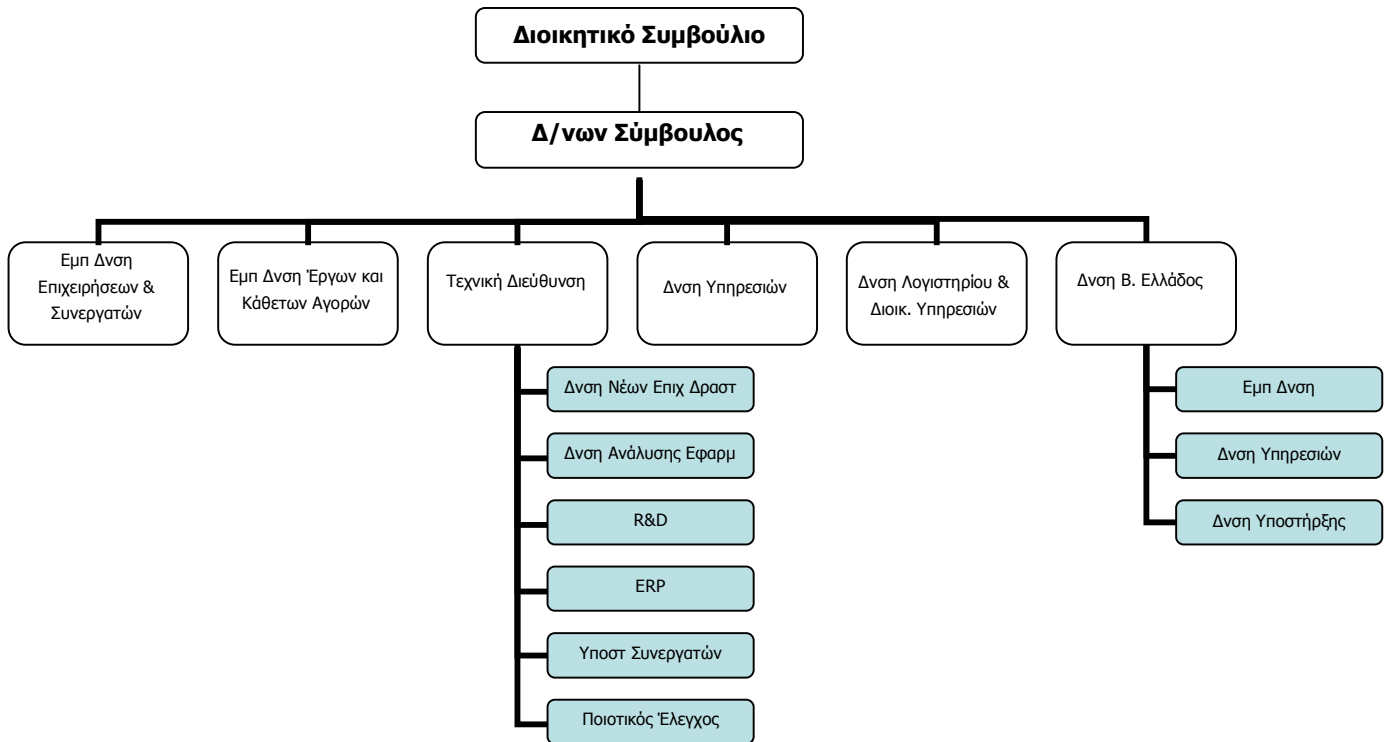 Διοικητικό Συμβούλιο
Δ/νων Σύμβουλος
Εμπ Δνση
Επιχειρήσεων &
Συνεργατών
Εμπ Δνση Έργων και
Κάθετων Αγορών
Τεχνική Διεύθυνση
Δνση Υπηρεσιών
Δνση Λογιστηρίου &
Διοικ. Υπηρεσιών
Δνση Β. Ελλάδος
Δνση Νέων Επιχ Δραστ
Δνση Ανάλυσης Εφαρμ
R&D
ERP
Υποστ Συνεργατών
Ποιοτικός Έλεγχος
Εμπ Δνση
Δνση Υπηρεσιών
Δνση Υποστήρξης